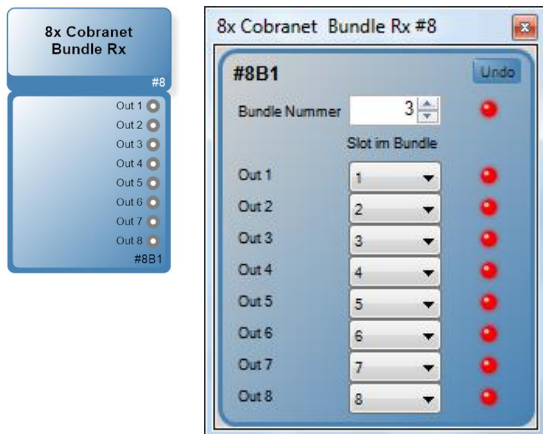 8x Cobranet
Bundle Rx
#8
Out 1
Out 2
Out 3
Out 4
Out 5
Out 6
Out 7
Out 8
#8B1
8x Cobranet Bundle Rx #8
x
#8B1
Undo
Bundle Nummer 3
Slot im Bundle
Out 1 1
Out 2 2
Out 3 3
Out 4 4
Out 5 5
Out 6 6
Out 7 7
Out 8 8